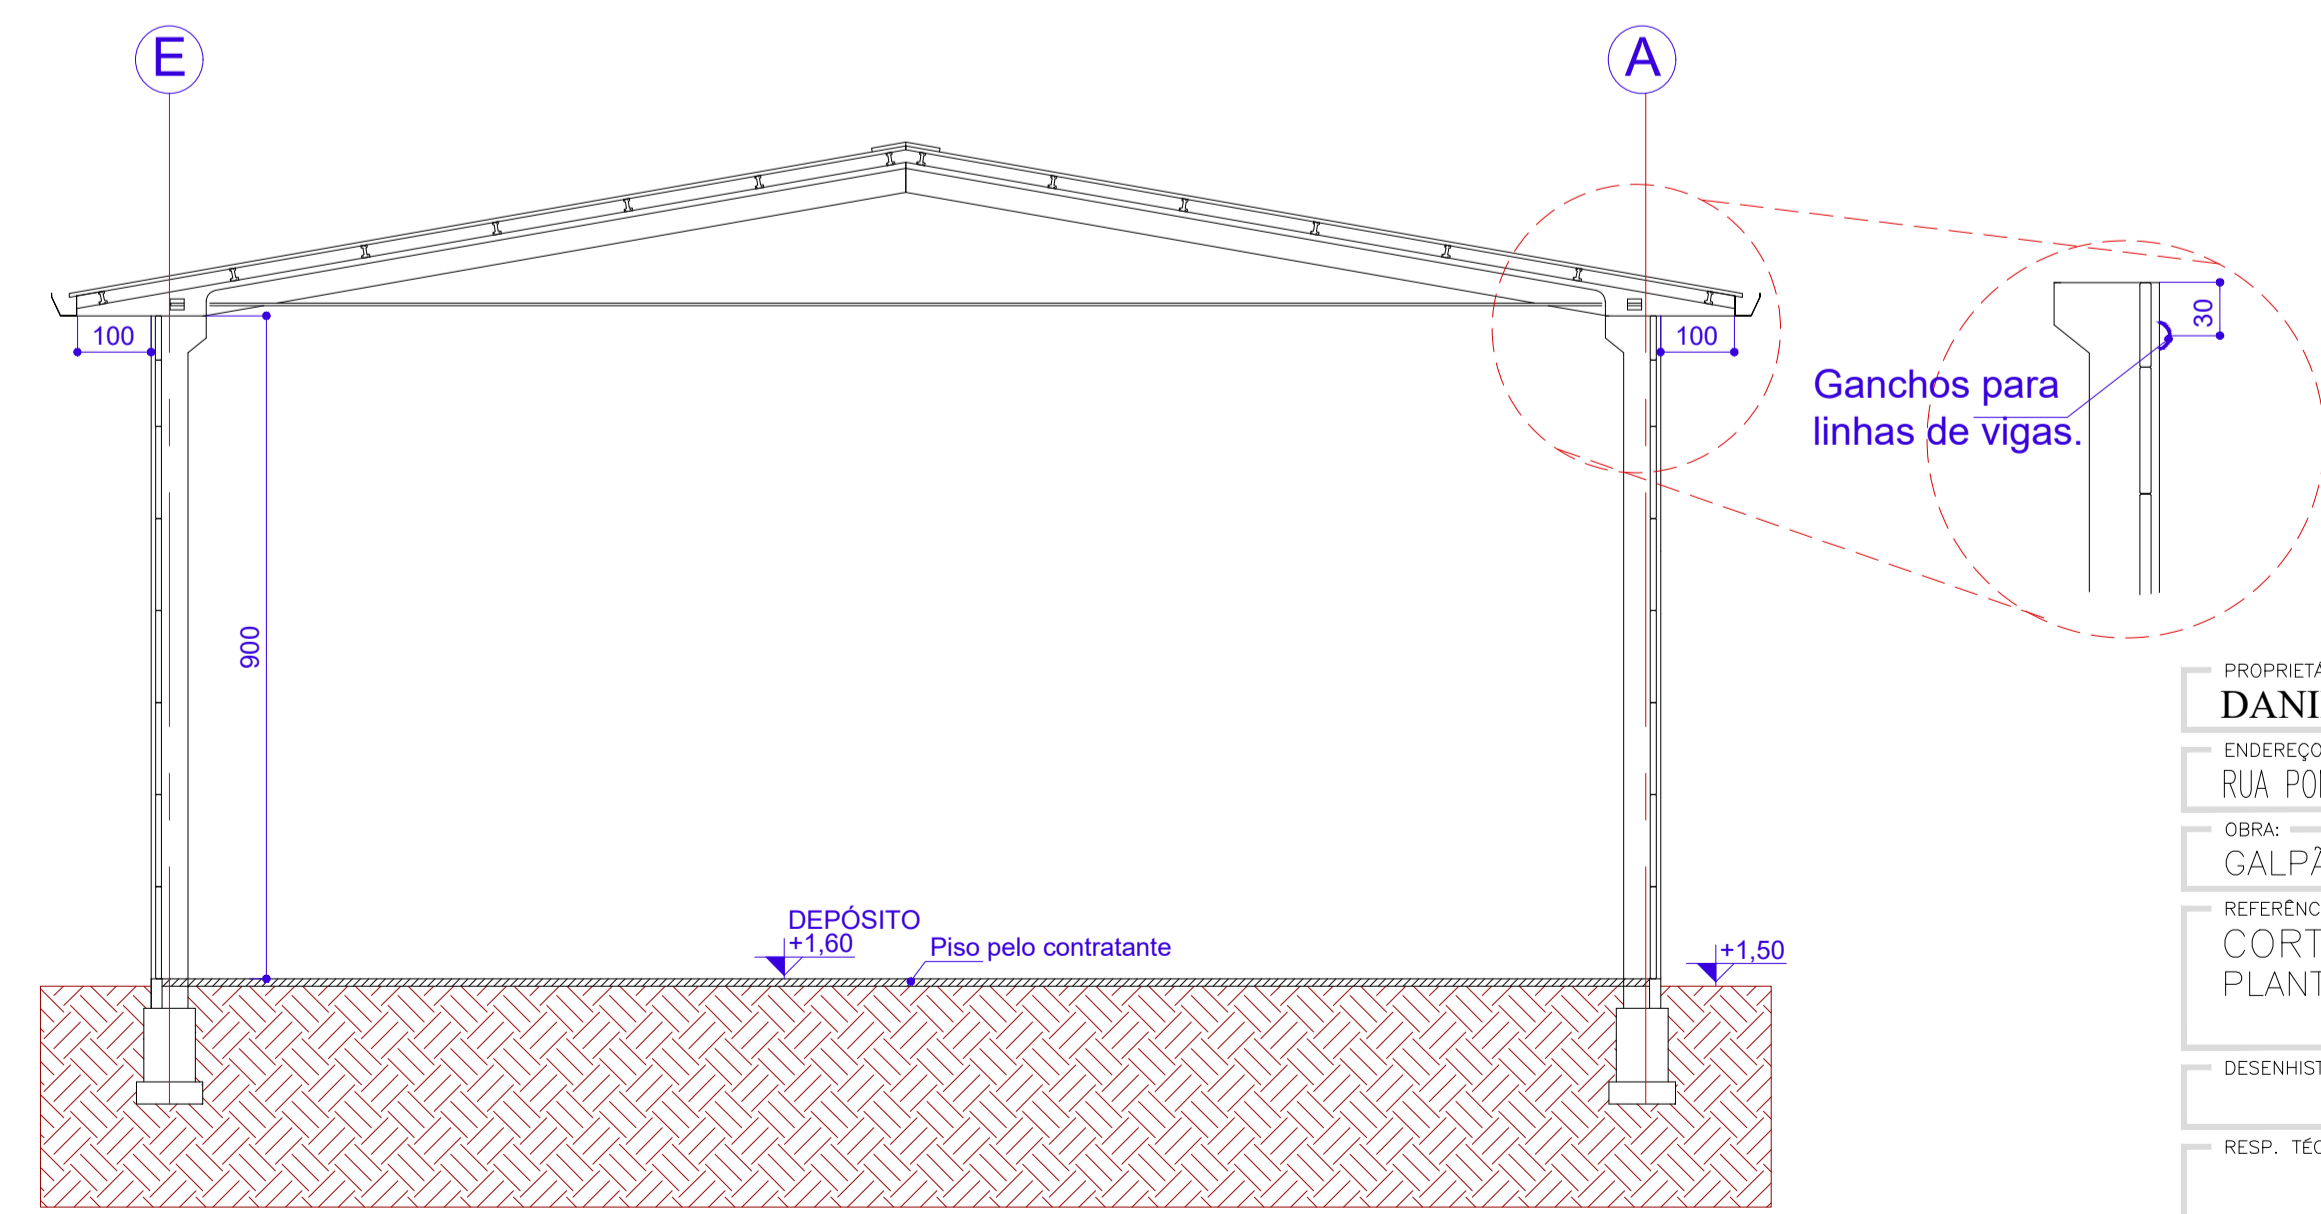 E
A
100
100
900
30
Ganchos para
linhas de vigas.
DEPÓSITO
+1,60
Piso pelo contratante
+1,50
PROPRIETÁ
DANI
ENDEREÇO
RUA
OBRA:
GALPÃ
REFERÊNC
CORT
PLANT
DESENHIST
RESP. TÉC